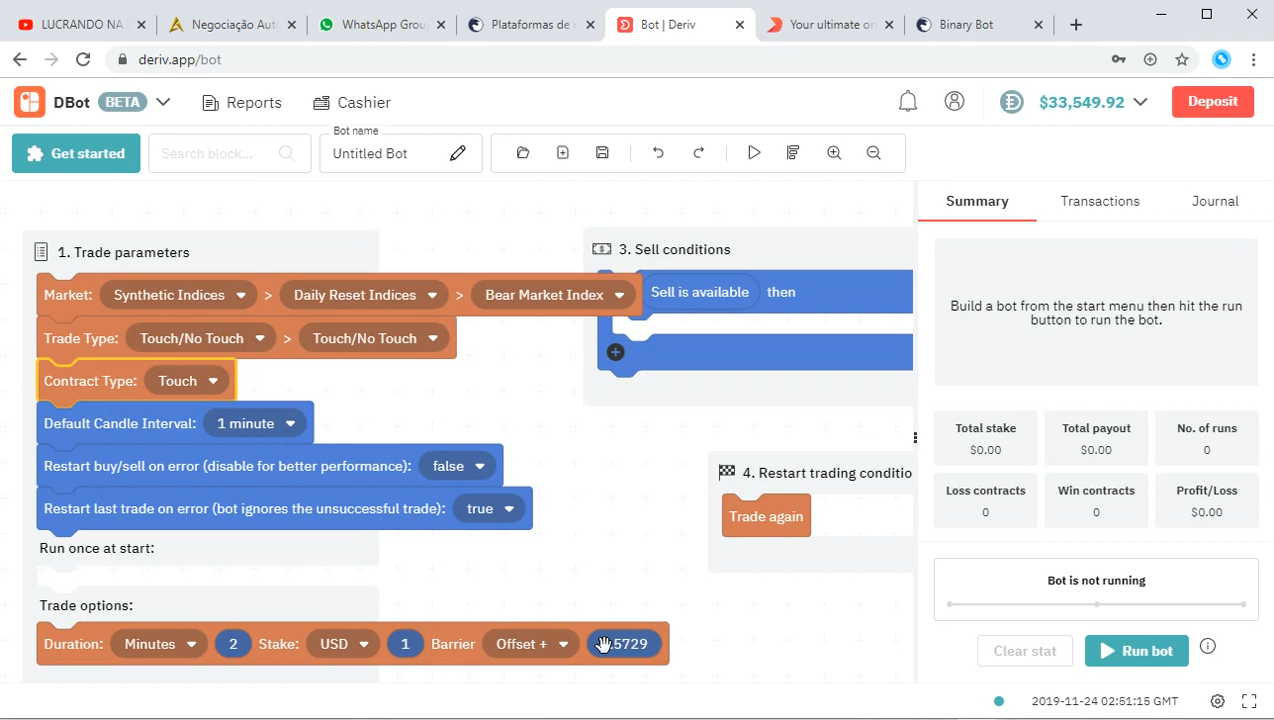 LUCRANDO NA
Negociação Auto
WhatsApp Grou
Plataformas de
Bot | Deriv
Your ultimate on
Binary Bot
deriv.app/bot
DBot BETA
Reports
Cashier
$33,549.92
Deposit
Get started
Search block...
Bot name
Untitled Bot
Summary
Transactions
Journal
1. Trade parameters
Market: Synthetic Indices > Daily Reset Indices > Bear Market Index
Trade Type: Touch/No Touch > Touch/No Touch
Contract Type: Touch
Default Candle Interval: 1 minute
Restart buy/sell on error (disable for better performance): false
Restart last trade on error (bot ignores the unsuccessful trade): true
Run once at start:
Trade options:
Duration: Minutes 2 Stake: USD 1 Barrier Offset + .5729
3. Sell conditions
Sell is available then
4. Restart trading conditio
Trade again
Build a bot from the start menu then hit the run
button to run the bot.
Total stake
$0.00
Total payout
$0.00
No. of runs
0
Loss contracts
0
Win contracts
0
Profit/Loss
$0.00
Bot is not running
Clear stat
Run bot
2019-11-24 02:51:15 GMT